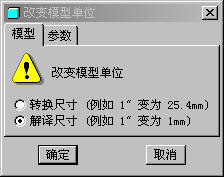 改变模型单位
模型 参数
改变模型单位
转换尺寸 (例如 1" 变为 25.4mm)
解译尺寸 (例如 1" 变为 1mm)
确定 取消